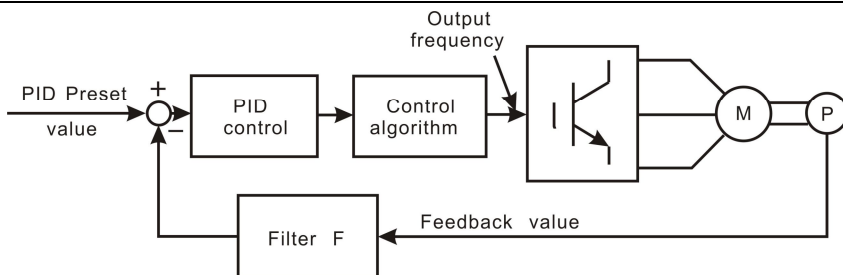 Output
frequency
PID Preset
value
+
−
PID
control
Control
algorithm
M
P
Filter F
Feedback value